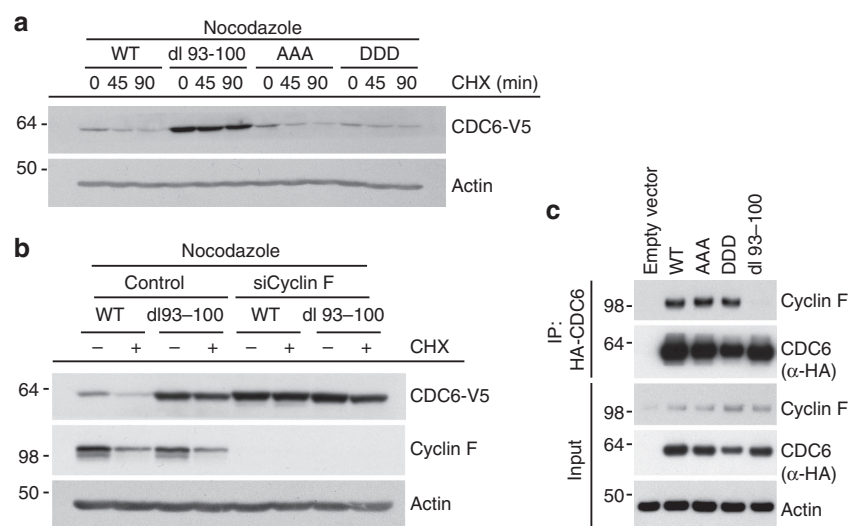 a
Nocodazole
WT dl 93-100 AAA DDD
0 45 90 0 45 90 0 45 90 0 45 90 CHX (min)
64 - CDC6-V5
50 - Actin
b
Nocodazole
Control siCyclin F
WT dl93–100 WT dl 93–100
– + – + – + – + CHX
64 - CDC6-V5
98 - Cyclin F
50 - Actin
c
Empty vector WT AAA DDD dl 93–100
IP: HA-CDC6
98 - Cyclin F
64 - CDC6 (α-HA)
Input
98 - Cyclin F
64 - CDC6 (α-HA)
50 - Actin